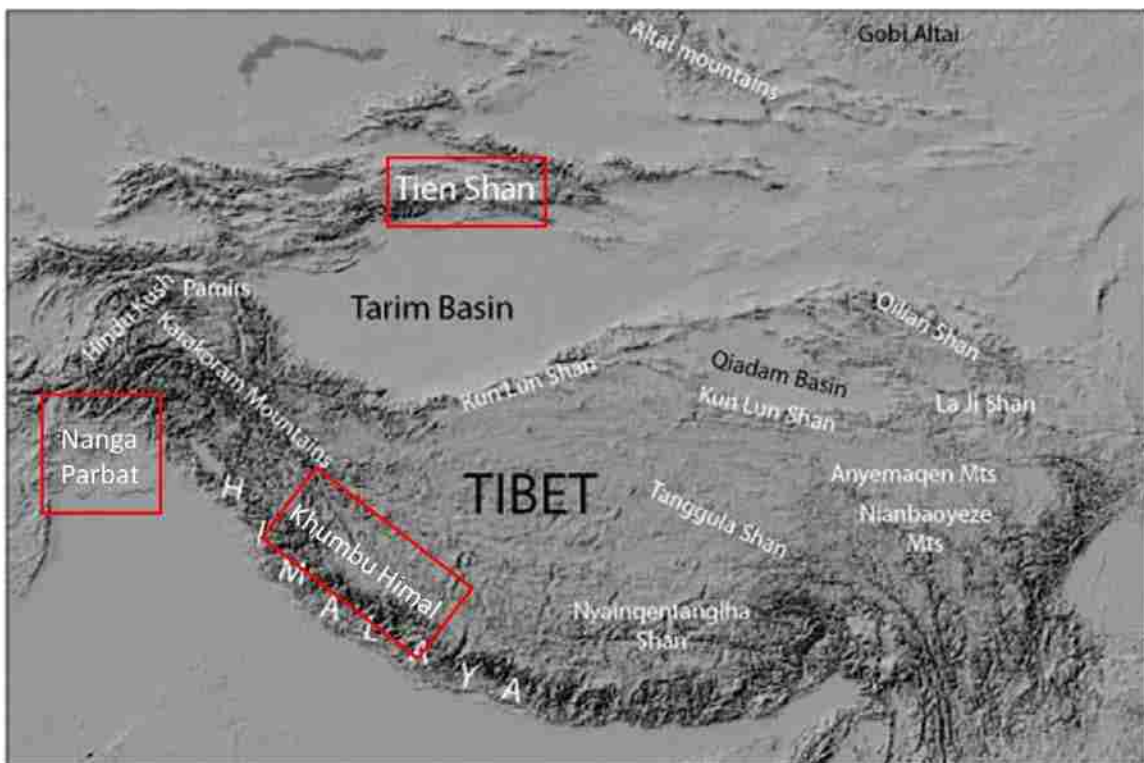 Gobi Altai
Altai mountains
Tien Shan
Pamirs
Hindu Kush
Tarim Basin
Karakoram Mountains
Qilian Shan
Kun Lun Shan
Qiadam Basin
Kun Lun Shan
La Ji Shan
Nanga
Parbat
TIBET
Anyemaqen Mts
Tanggula Shan
Nianbaoyeze
Mts
Khumbu Himal
HIMALAYA
Nyainqentanglha
Shan